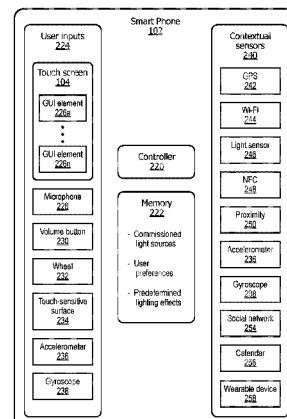 Smart Phone
102
User inputs
224
Touch screen
104
GUI element
226a
GUI element
226n
Microphone
228
Volume button
230
Wheel
232
Touch-sensitive
surface
234
Accelerometer
236
Gyroscope
238
Controller
220
Memory
222
- Commissioned
light sources
- User
preferences
- Predetermined
lighting effects
Contextual
sensors
240
GPS
242
Wi-Fi
244
Light sensor
246
NFC
248
Proximity
250
Accelerometer
236
Gyroscope
238
Social network
254
Calendar
256
Wearable device
258